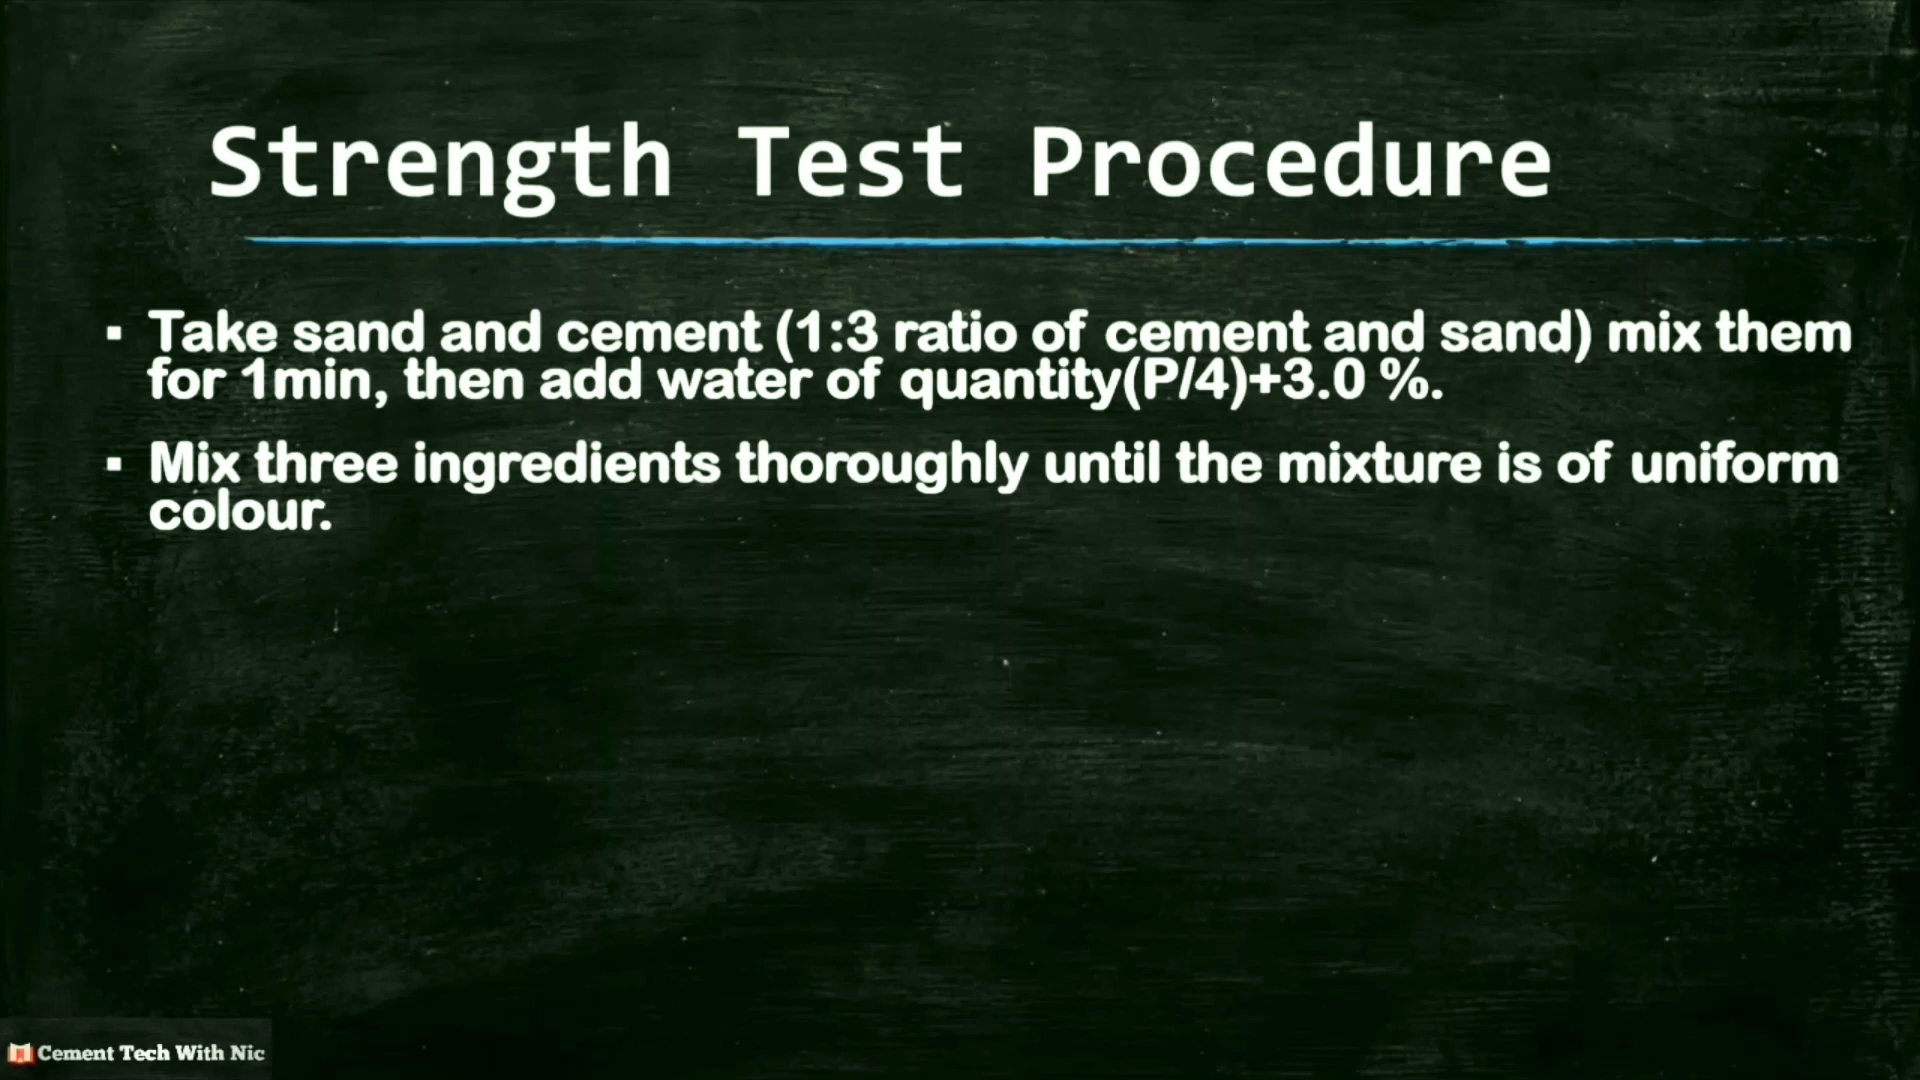 Strength Test Procedure
▪ Take sand and cement (1:3 ratio of cement and sand) mix them
for 1min, then add water of quantity(P/4)+3.0 %.
▪ Mix three ingredients thoroughly until the mixture is of uniform
colour.
Cement Tech With Nic